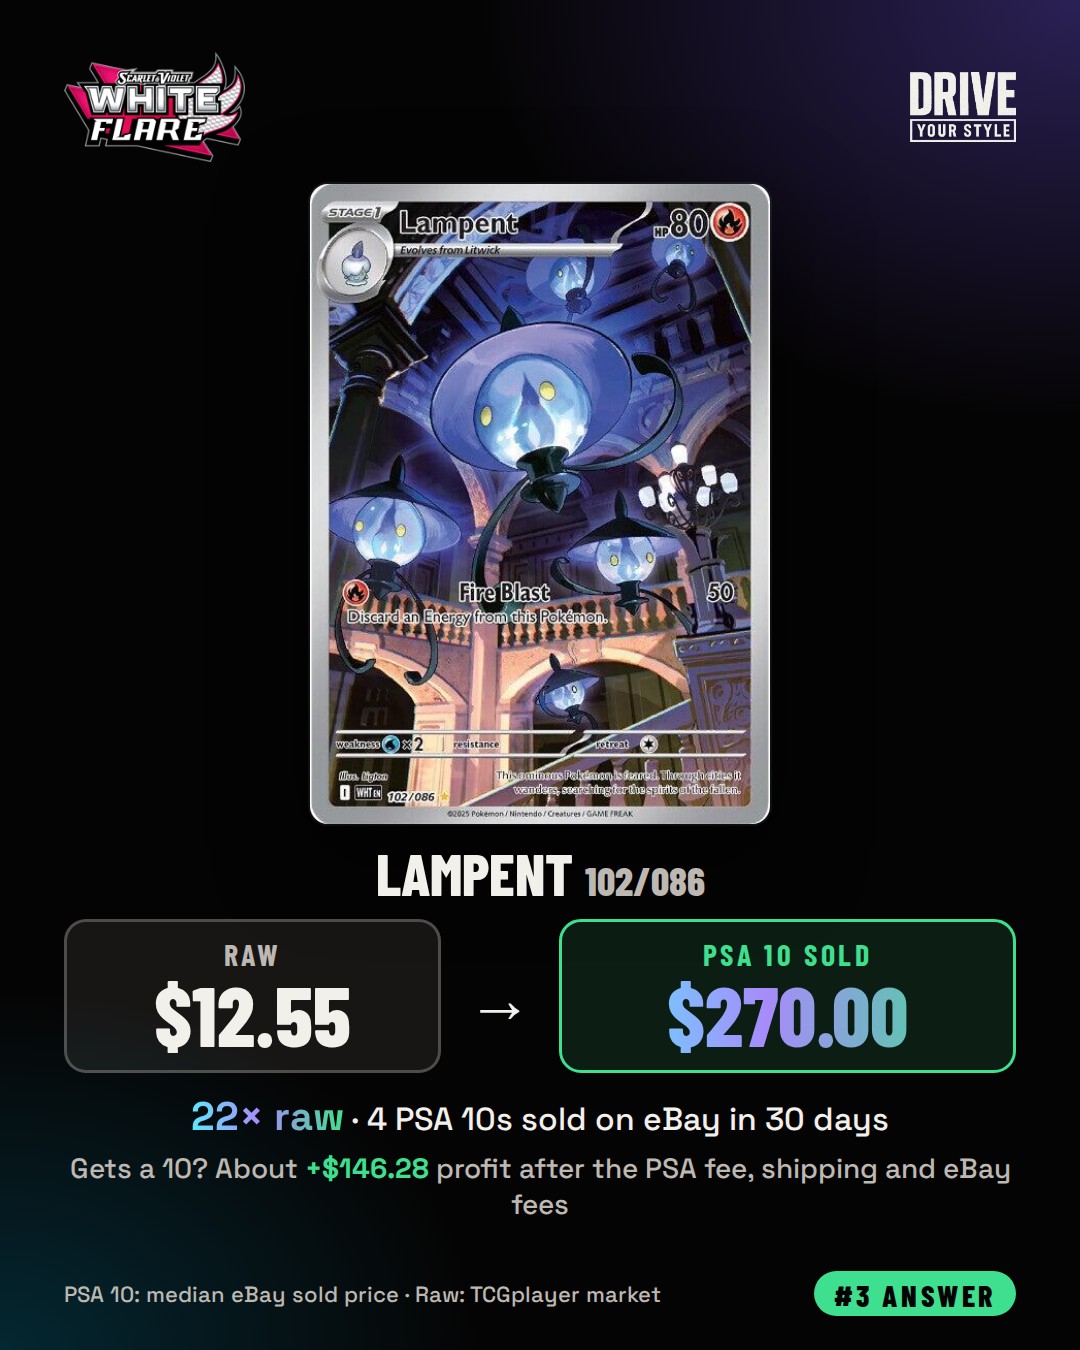 SCARLET & VIOLET
WHITE
FLARE
DRIVE
YOUR STYLE
STAGE 1
Lampent
HP 80
Evolves from Litwick
Fire Blast 50
Discard an Energy from this Pokémon.
weakness ×2 resistance retreat
Illus. Ligton
This ominous Pokémon is feared. Through cities it
wanders, searching for the spirits of the fallen.
I WHT EN 102/086
©2025 Pokémon / Nintendo / Creatures / GAME FREAK
LAMPENT 102/086
RAW
$12.55
→
PSA 10 SOLD
$270.00
22× raw · 4 PSA 10s sold on eBay in 30 days
Gets a 10? About +$146.28 profit after the PSA fee, shipping and eBay
fees
PSA 10: median eBay sold price · Raw: TCGplayer market
#3 ANSWER